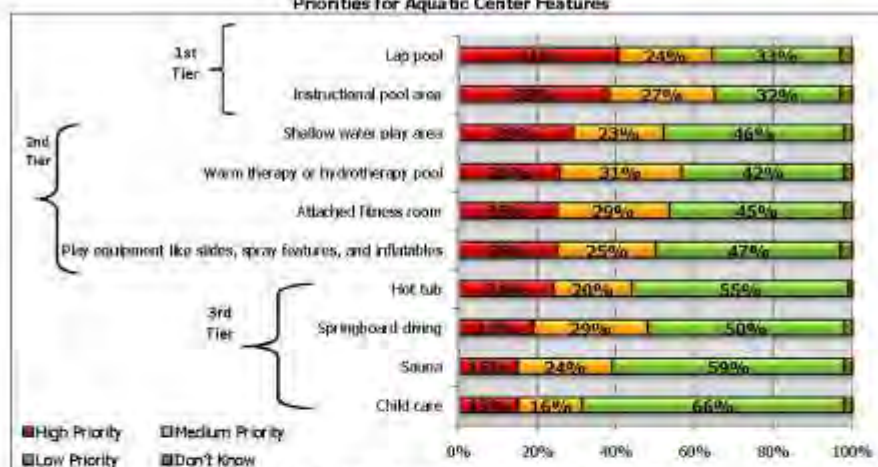 Priorities for Aquatic Center Features
1st
Tier
Lap pool
24%
33%
Instructional pool area
27%
32%
2nd
Tier
Shallow water play area
23%
46%
Warm therapy or hydrotherapy pool
31%
42%
Attached fitness room
29%
45%
Play equipment like slides, spray features, and inflatables
25%
47%
3rd
Tier
Hot tub
20%
55%
Springboard diving
29%
50%
Sauna
24%
59%
Child care
16%
66%
High Priority
Medium Priority
Low Priority
Don't Know
0% 20% 40% 60% 80% 100%